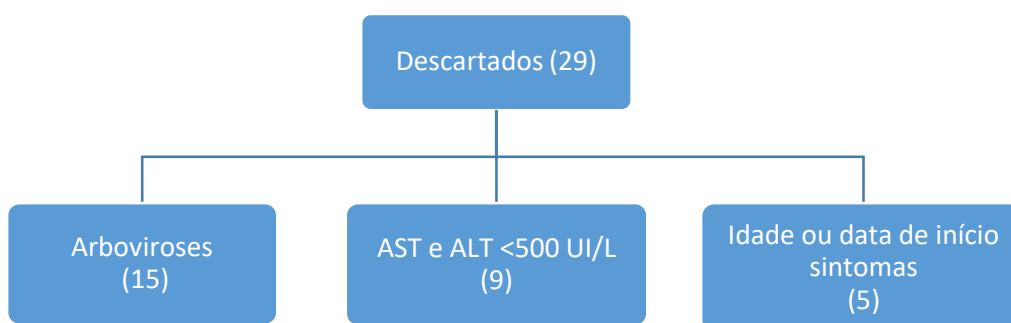 Descartados (29)
Arboviroses
(15)
AST e ALT <500 UI/L
(9)
Idade ou data de início
sintomas
(5)